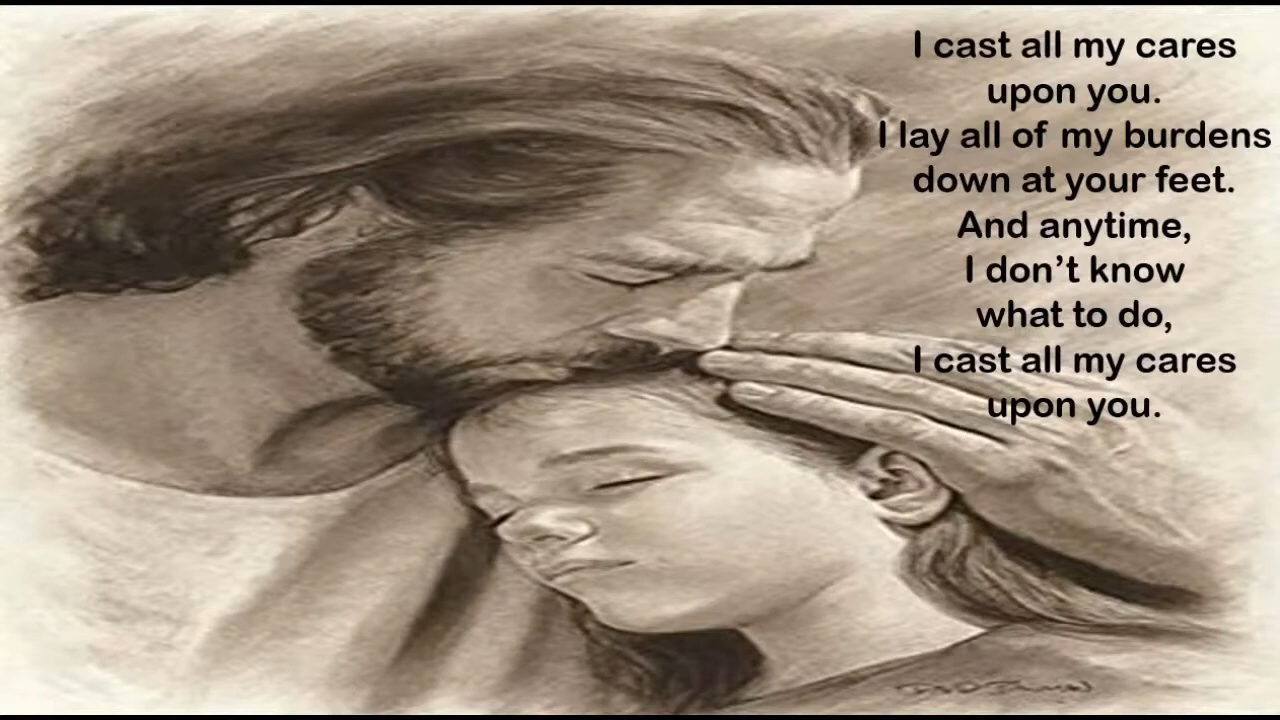 I cast all my cares
upon you.
I lay all of my burdens
down at your feet.
And anytime,
I don’t know
what to do,
I cast all my cares
upon you.